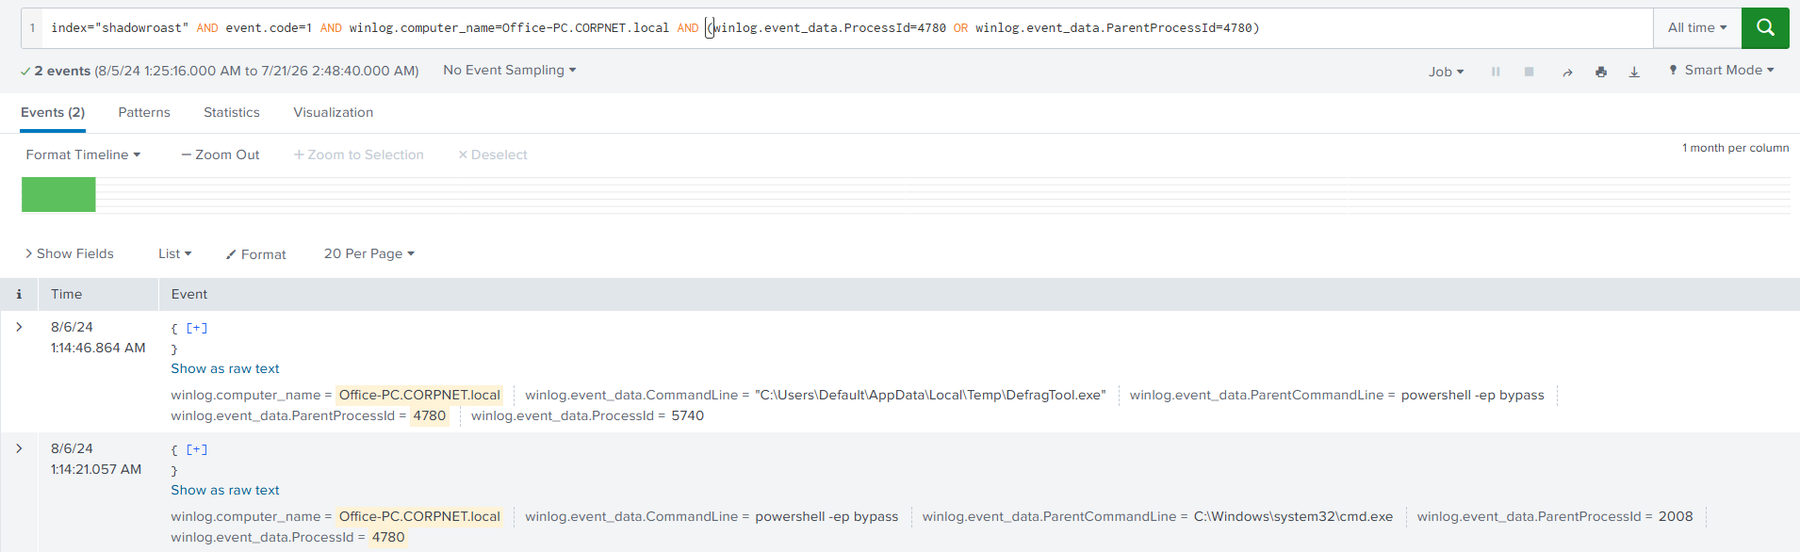 1 index="shadowroast" AND event.code=1 AND winlog.computer_name=Office-PC.CORPNET.local AND (winlog.event_data.ProcessId=4780 OR winlog.event_data.ParentProcessId=4780)
All time
2 events (8/5/24 1:25:16.000 AM to 7/21/26 2:48:40.000 AM) No Event Sampling
Job Smart Mode
Events (2) Patterns Statistics Visualization
Format Timeline — Zoom Out + Zoom to Selection × Deselect
1 month per column
> Show Fields List Format 20 Per Page
i Time Event
8/6/24
1:14:46.864 AM
{ [+]
}
Show as raw text
winlog.computer_name = Office-PC.CORPNET.local winlog.event_data.CommandLine = "C:\Users\Default\AppData\Local\Temp\DefragTool.exe" winlog.event_data.ParentCommandLine = powershell -ep bypass
winlog.event_data.ParentProcessId = 4780 winlog.event_data.ProcessId = 5740
8/6/24
1:14:21.057 AM
{ [+]
}
Show as raw text
winlog.computer_name = Office-PC.CORPNET.local winlog.event_data.CommandLine = powershell -ep bypass winlog.event_data.ParentCommandLine = C:\Windows\system32\cmd.exe winlog.event_data.ParentProcessId = 2008
winlog.event_data.ProcessId = 4780